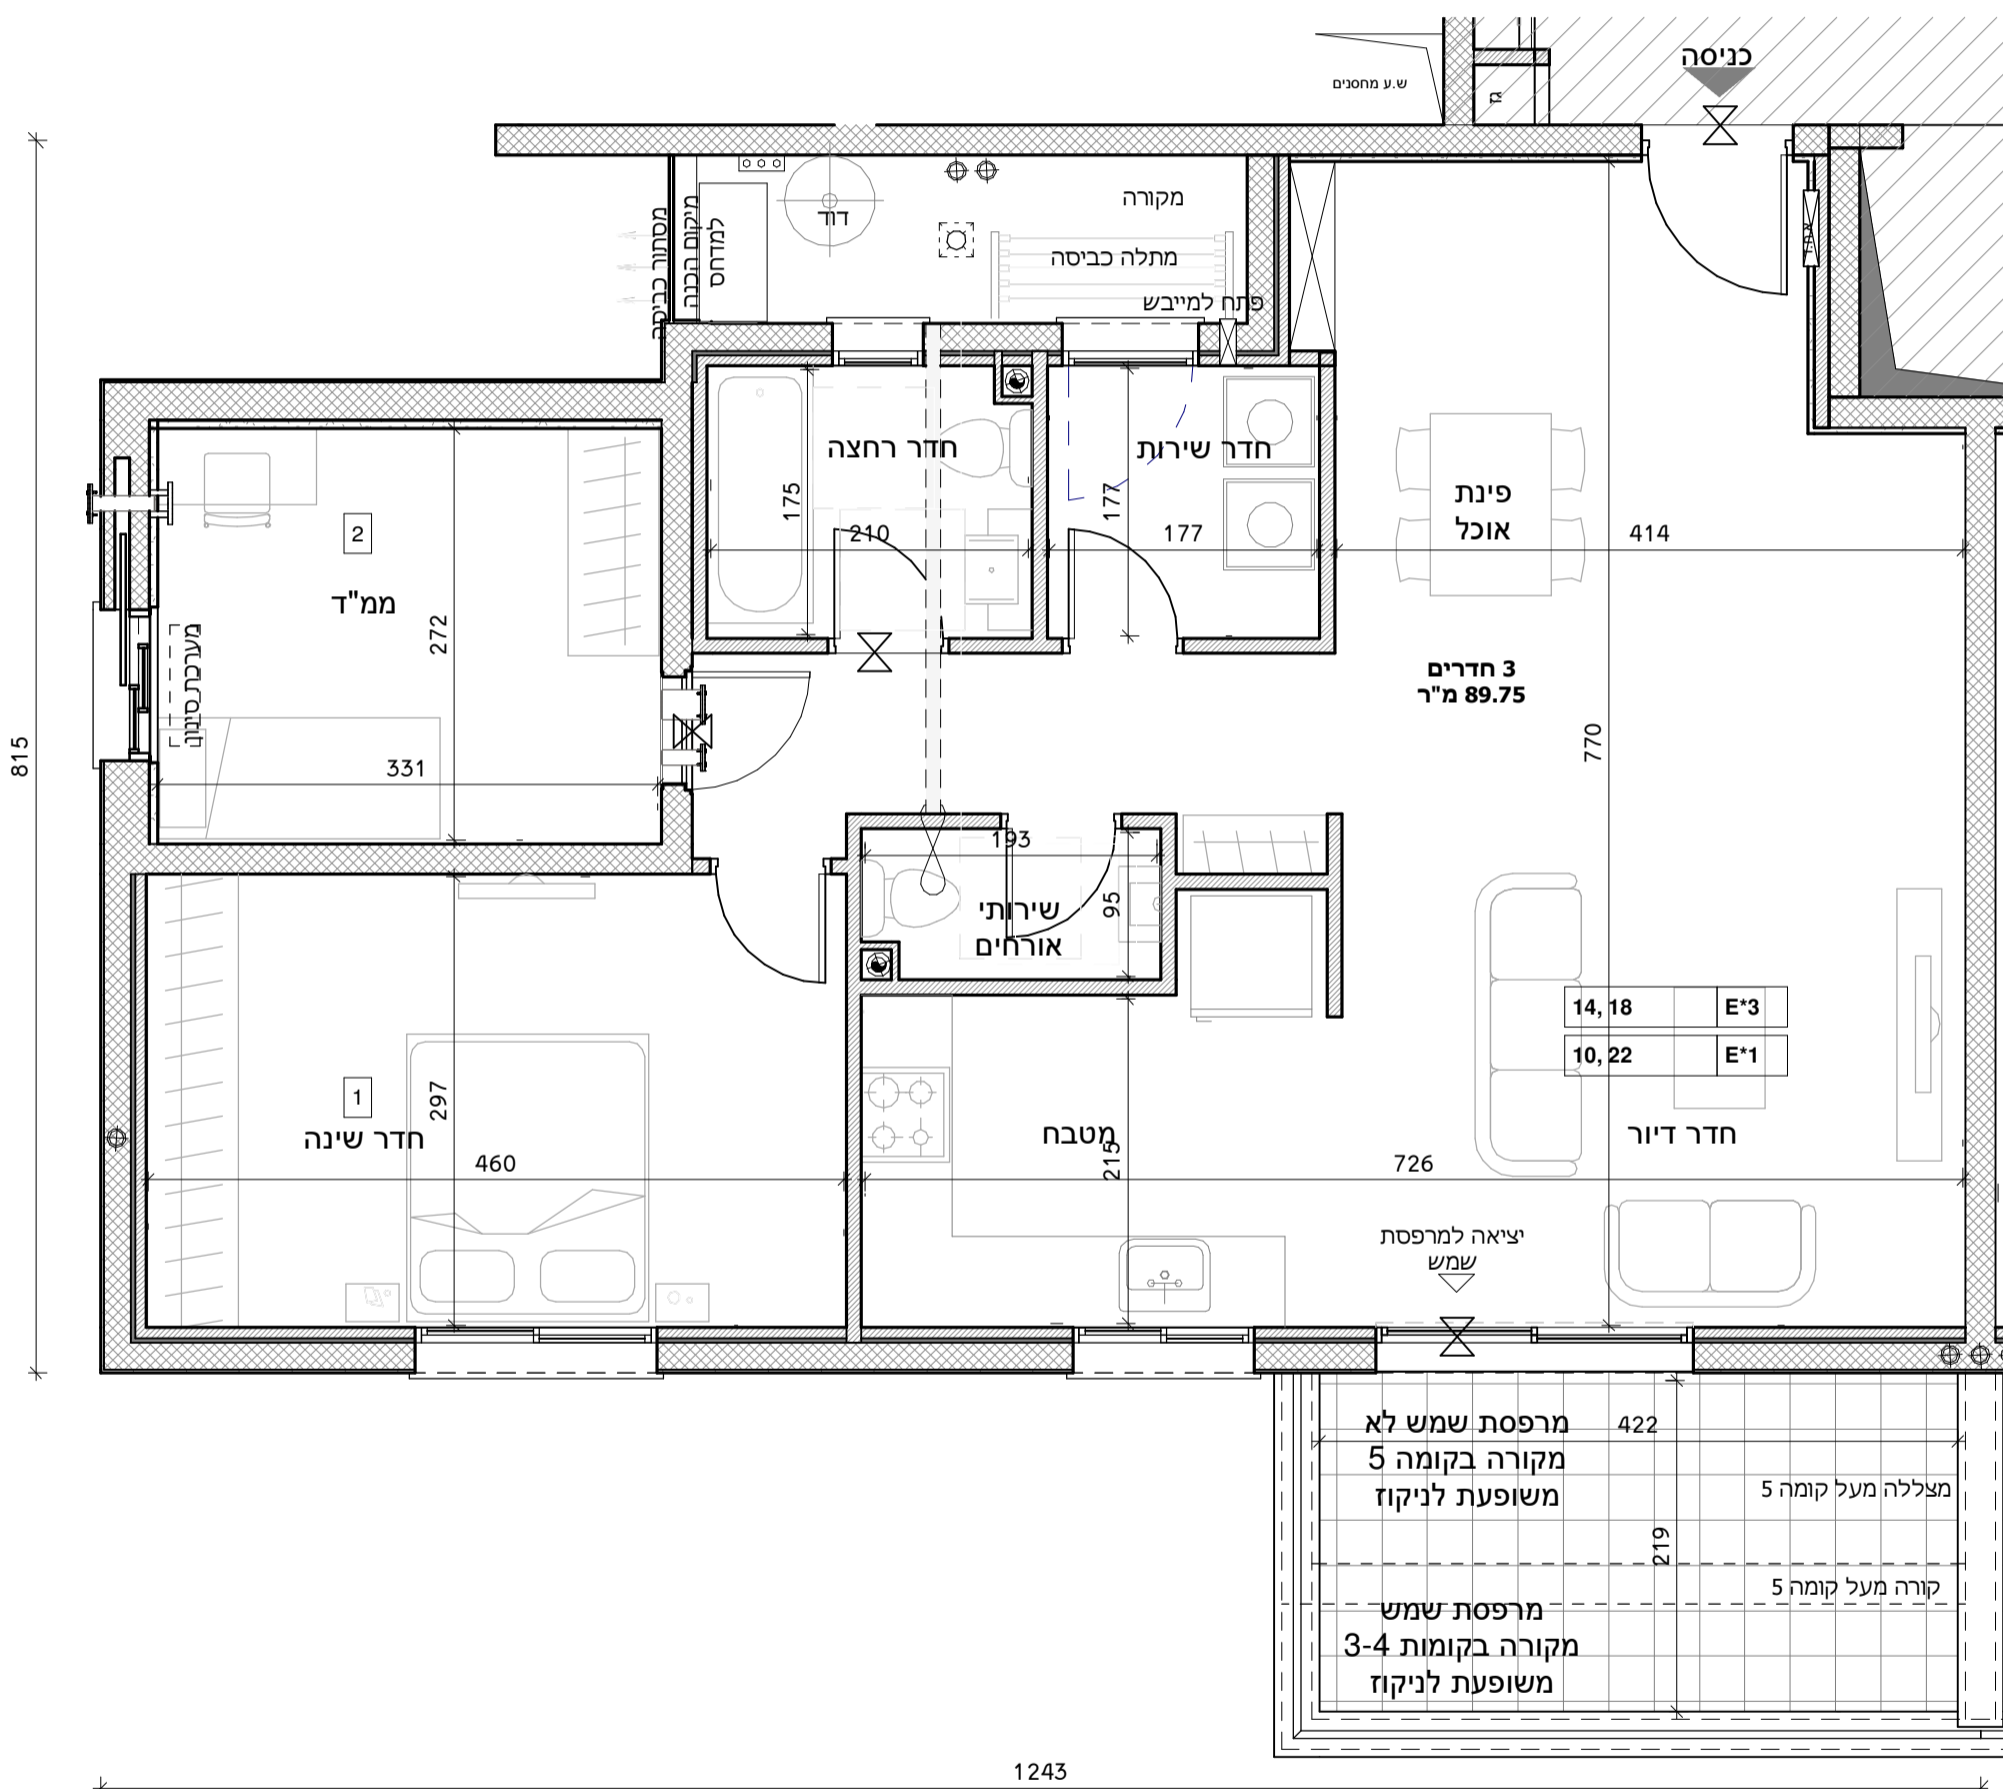 כניסה
ש.ע מחסנים
גז
מקורה
דוד
מתלה כביסה
מסתור כביסה
מיקום הכנה
למדחס
פתח למייבש
א.ח.ד
חדר רחצה
חדר שירות
175
177
210
177
414
פינת
אוכל
2
ממ"ד
272
מערכת סינון
331
3 חדרים
89.75 מ"ר
815
770
193
95
שירותי
אורחים
14, 18
E*3
10, 22
E*1
1
חדר שינה
297
460
מטבח
215
726
חדר דיור
יציאה למרפסת
שמש
מרפסת שמש לא
מקורה בקומה 5
משופעת לניקוז
422
מצללה מעל קומה 5
219
קורה מעל קומה 5
מרפסת שמש
מקורה בקומות 3-4
משופעת לניקוז
1243